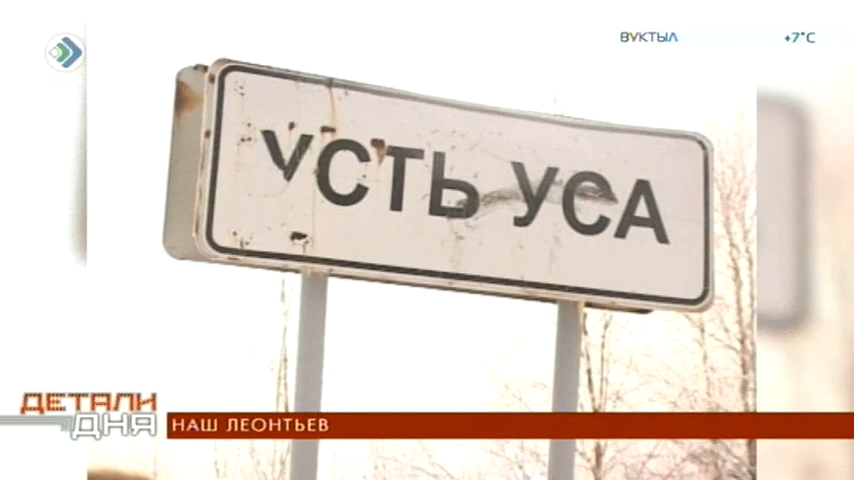 ВУКТЫЛ +7°C
УСТЬ УСА
ДЕТАЛИ
ДНЯ
НАШ ЛЕОНТЬЕВ